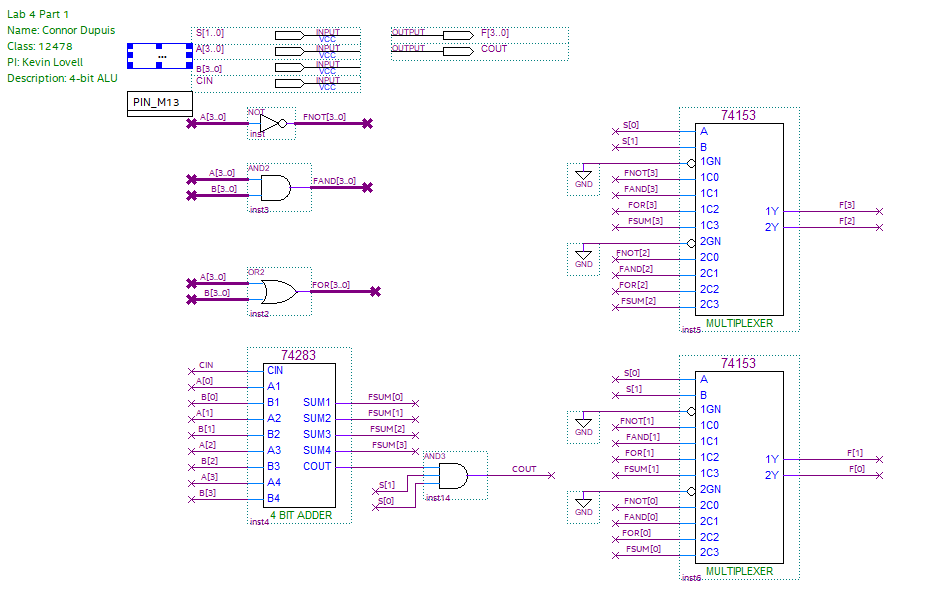 Lab 4 Part 1
Name: Connor Dupuis
Class: 12478
PI: Kevin Lovell
Description: 4-bit ALU
...
PIN_M13
S[1..0] INPUT VCC
A[3..0] INPUT VCC
B[3..0] INPUT VCC
CIN INPUT VCC
OUTPUT F[3..0]
OUTPUT COUT
NOT
A[3..0] FNOT[3..0]
inst
AND2
A[3..0]
B[3..0] FAND[3..0]
inst3
OR2
A[3..0]
B[3..0] FOR[3..0]
inst2
74283
CIN CIN
A[0] A1
B[0] B1 SUM1 FSUM[0]
A[1] A2 SUM2 FSUM[1]
B[1] B2 SUM3 FSUM[2]
A[2] A3 SUM4 FSUM[3]
B[2] B3 COUT
A[3] A4
B[3] B4
inst4 4 BIT ADDER
AND3
COUT
S[1]
S[0]
inst14
74153
S[0] A
S[1] B
GND 1GN
FNOT[3] 1C0
FAND[3] 1C1
FOR[3] 1C2 1Y F[3]
FSUM[3] 1C3 2Y F[2]
GND 2GN
FNOT[2] 2C0
FAND[2] 2C1
FOR[2] 2C2
FSUM[2] 2C3
inst5 MULTIPLEXER
74153
S[0] A
S[1] B
GND 1GN
FNOT[1] 1C0
FAND[1] 1C1
FOR[1] 1C2 1Y F[1]
FSUM[1] 1C3 2Y F[0]
GND 2GN
FNOT[0] 2C0
FAND[0] 2C1
FOR[0] 2C2
FSUM[0] 2C3
inst6 MULTIPLEXER